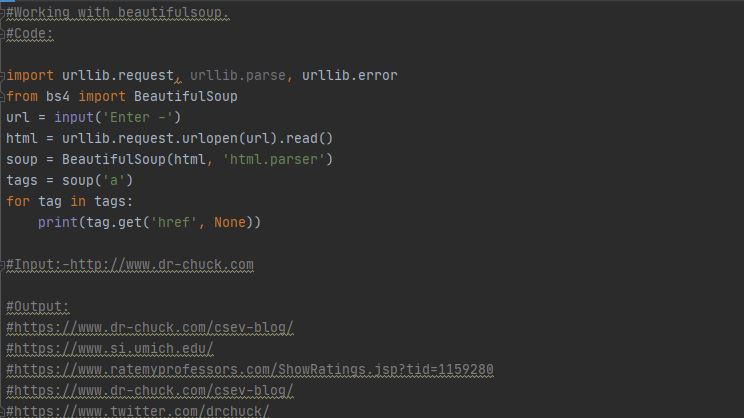 #Working with beautifulsoup.
#Code:
import urllib.request, urllib.parse, urllib.error
from bs4 import BeautifulSoup
url = input('Enter -')
html = urllib.request.urlopen(url).read()
soup = BeautifulSoup(html, 'html.parser')
tags = soup('a')
for tag in tags:
    print(tag.get('href', None))
#Input:-http://www.dr-chuck.com
#Output:
#https://www.dr-chuck.com/csev-blog/
#https://www.si.umich.edu/
#https://www.ratemyprofessors.com/ShowRatings.jsp?tid=1159280
#https://www.dr-chuck.com/csev-blog/
#https://www.twitter.com/drchuck/